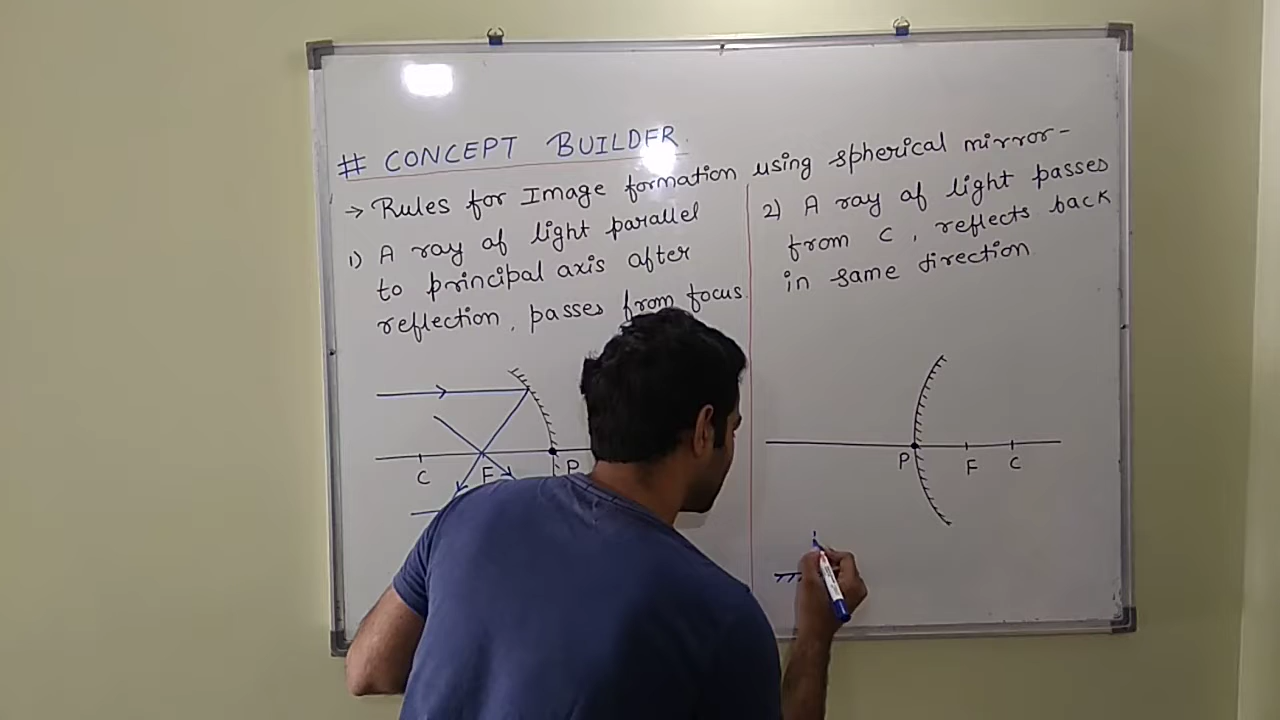 # CONCEPT BUILDER
→ Rules for Image formation using spherical mirror-
1) A ray of light parallel
to principal axis after
reflection, passes from focus.
C F P
2) A ray of light passes
from C, reflects back
in same direction
P F C